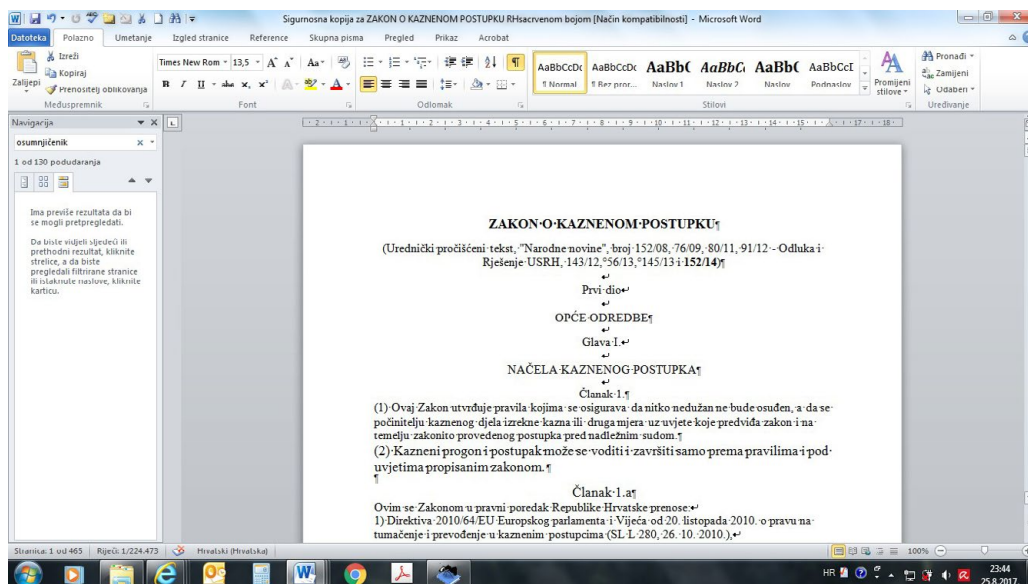 Sigurnosna kopija za ZAKON O KAZNENOM POSTUPKU RHsacrvenom bojom [Način kompatibilnosti] - Microsoft Word
Datoteka Polazno Umetanje Izgled stranice Reference Skupna pisma Pregled Prikaz Acrobat
Zalijepi
Izreži
Kopiraj
Prenositelj oblikovanja
Međuspremnik
Times New Rom 13,5
Font
Odlomak
AaBbCcDc AaBbCcDc AaBbC AaBbCc AaBbC AaBbCcI
¶ Normal ¶ Bez pror... Naslov 1 Naslov 2 Naslov Podnaslov
Promijeni stilove
Stilovi
Pronađi
Zamijeni
Odaberi
Uređivanje
Navigacija
osumnjičenik
1 od 130 podudaranja
Ima previše rezultata da bi
se mogli pretpregledati.
Da biste vidjeli sljedeći ili
prethodni rezultat, kliknite
strelice, a da biste
pregledali filtrirane stranice
ili istaknute naslove, kliknite
karticu.
ZAKON O KAZNENOM POSTUPKU¶
(Urednički pročišćeni tekst, "Narodne novine", broj 152/08, 76/09, 80/11, 91/12 - Odluka i
Rješenje USRH, 143/12, 56/13, 145/13 i 152/14)¶
Prvi dio
OPĆE ODREDBE¶
Glava I.
NAČELA KAZNENOG POSTUPKA¶
Članak 1.¶
(1) Ovaj Zakon utvrđuje pravila kojima se osigurava da nitko nedužan ne bude osuđen, a da se
počinitelju kaznenog djela izrekne kazna ili druga mjera uz uvjete koje predviđa zakon i na
temelju zakonito provedenog postupka pred nadležnim sudom.¶
(2) Kazneni progon i postupak može se voditi i završiti samo prema pravilima i pod
uvjetima propisanim zakonom. ¶
¶
Članak 1.a¶
Ovim se Zakonom u pravni poredak Republike Hrvatske prenose:
1) Direktiva 2010/64/EU Europskog parlamenta i Vijeća od 20. listopada 2010. o pravu na
tumačenje i prevođenje u kaznenim postupcima (SL L 280, 26. 10. 2010.),
Stranica: 1 od 465 Riječi: 1/224.473 Hrvatski (Hrvatska) 100%
HR 23:44
25.8.2017